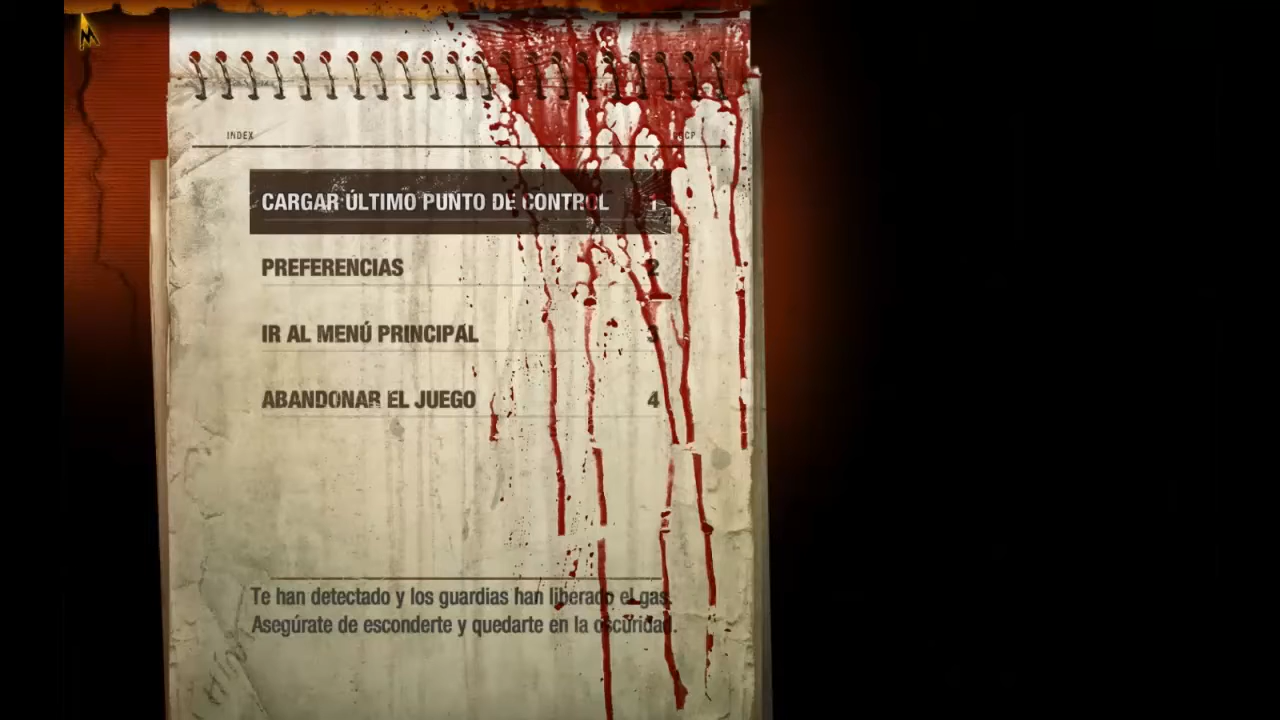 INDEX
CARGAR ÚLTIMO PUNTO DE CONTROL 1
PREFERENCIAS 2
IR AL MENÚ PRINCIPAL 3
ABANDONAR EL JUEGO 4
Te han detectado y los guardias han liberado el gas.
Asegúrate de esconderte y quedarte en la oscuridad.